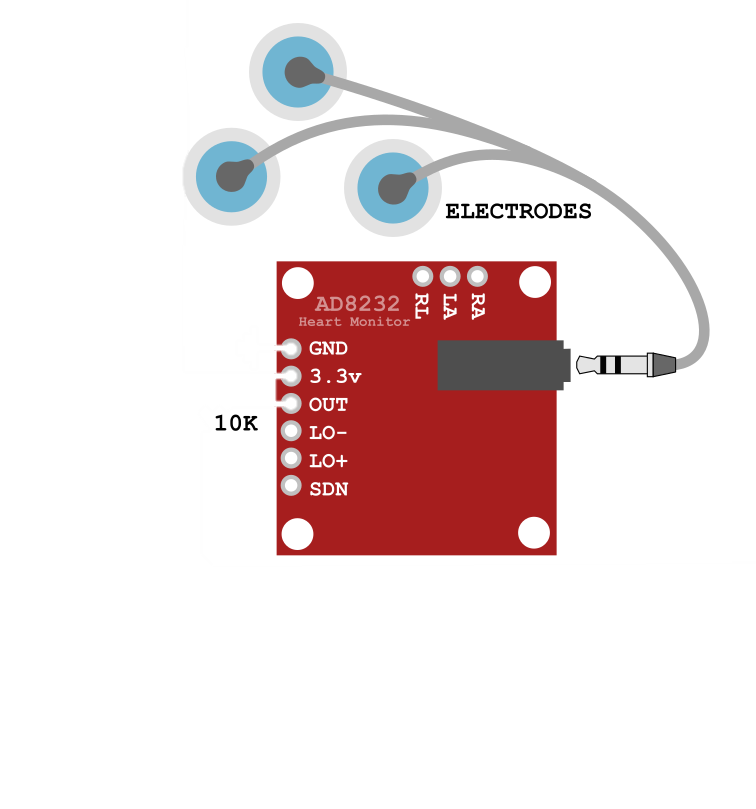 ELECTRODES
RL
LA
RA
AD8232
Heart Monitor
GND
3.3v
OUT
10K
LO-
LO+
SDN